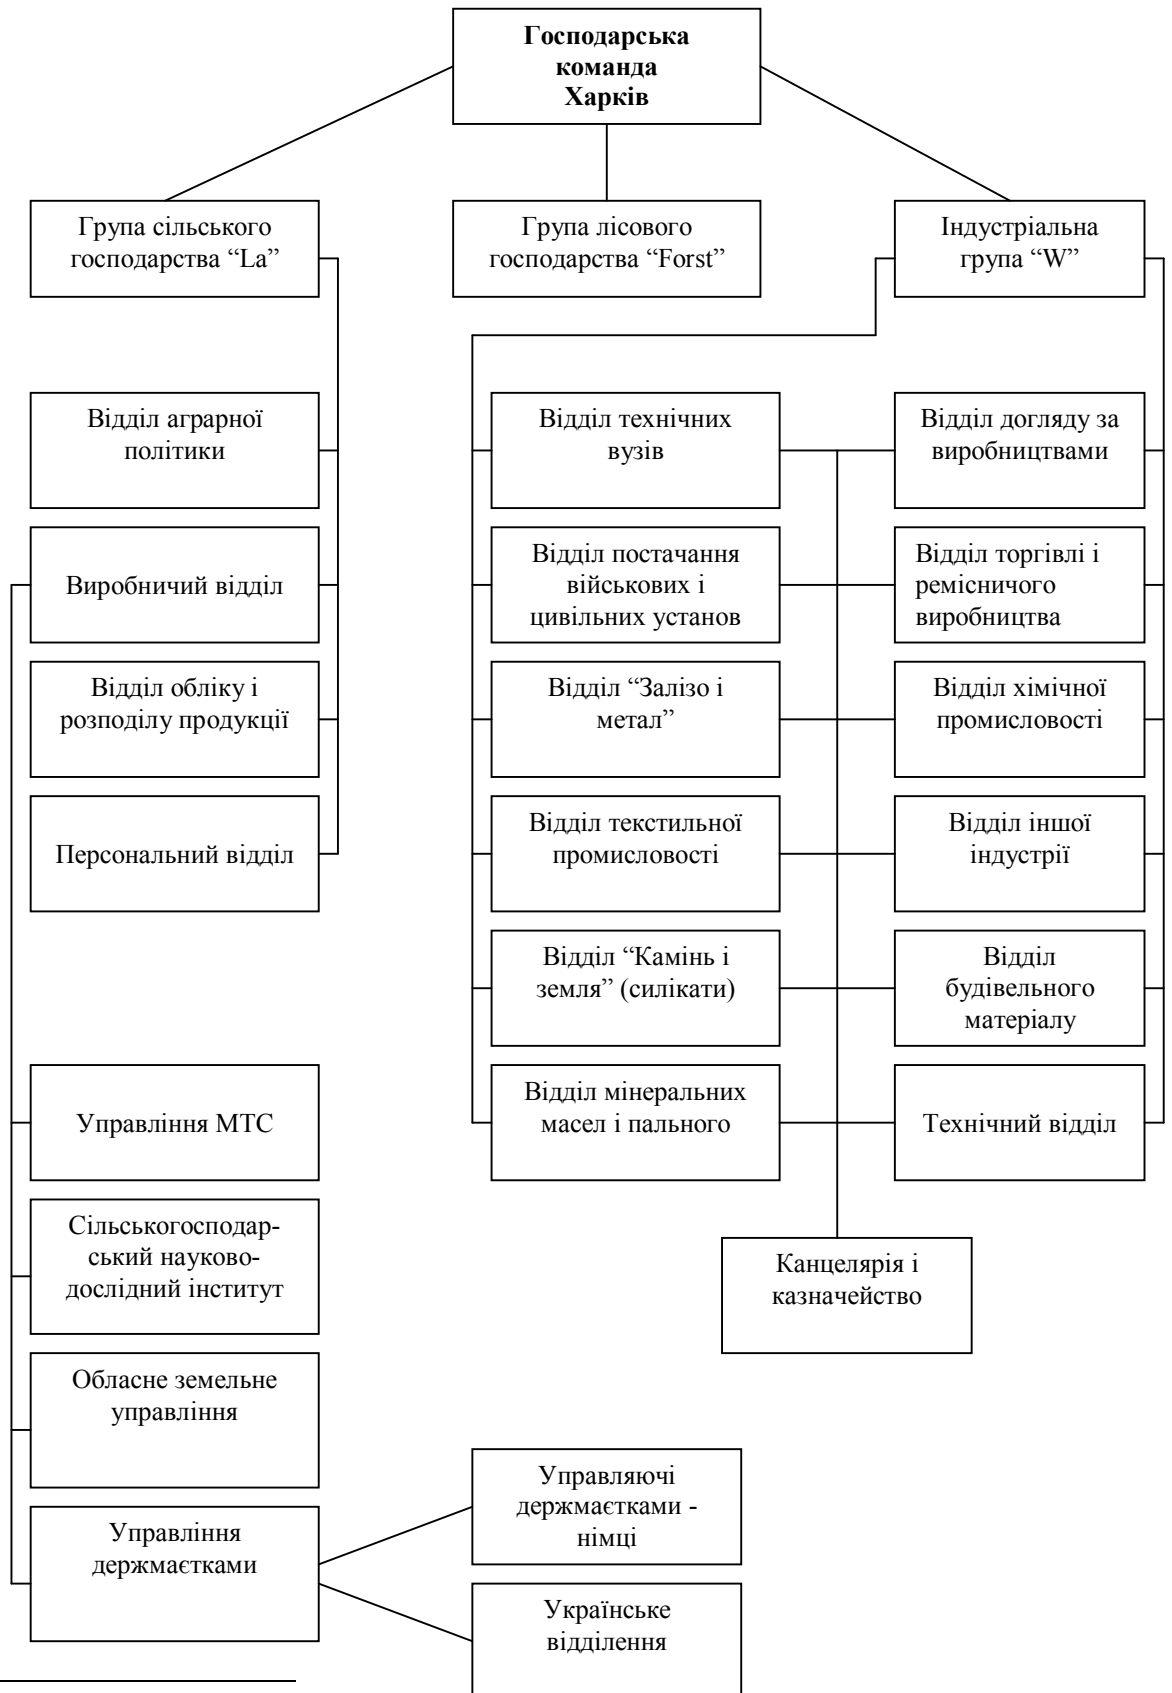 Господарська
команда
Харків
Група сільського
господарства “La”
Група лісового
господарства “Forst”
Індустріальна
група “W”
Відділ аграрної
політики
Відділ технічних
вузів
Відділ догляду за
виробництвами
Виробничий відділ
Відділ постачання
військових і
цивільних установ
Відділ торгівлі і
ремісничого
виробництва
Відділ обліку і
розподілу продукції
Відділ “Залізо і
метал”
Відділ хімічної
промисловості
Персональний відділ
Відділ текстильної
промисловості
Відділ іншої
індустрії
Відділ “Камінь і
земля” (силікати)
Відділ
будівельного
матеріалу
Управління МТС
Відділ мінеральних
масел і пального
Технічний відділ
Сільськогосподар-
ський науково-
дослідний інститут
Канцелярія і
казначейство
Обласне земельне
управління
Управління
держмаєтками
Управляючі
держмаєтками -
німці
Українське
відділення